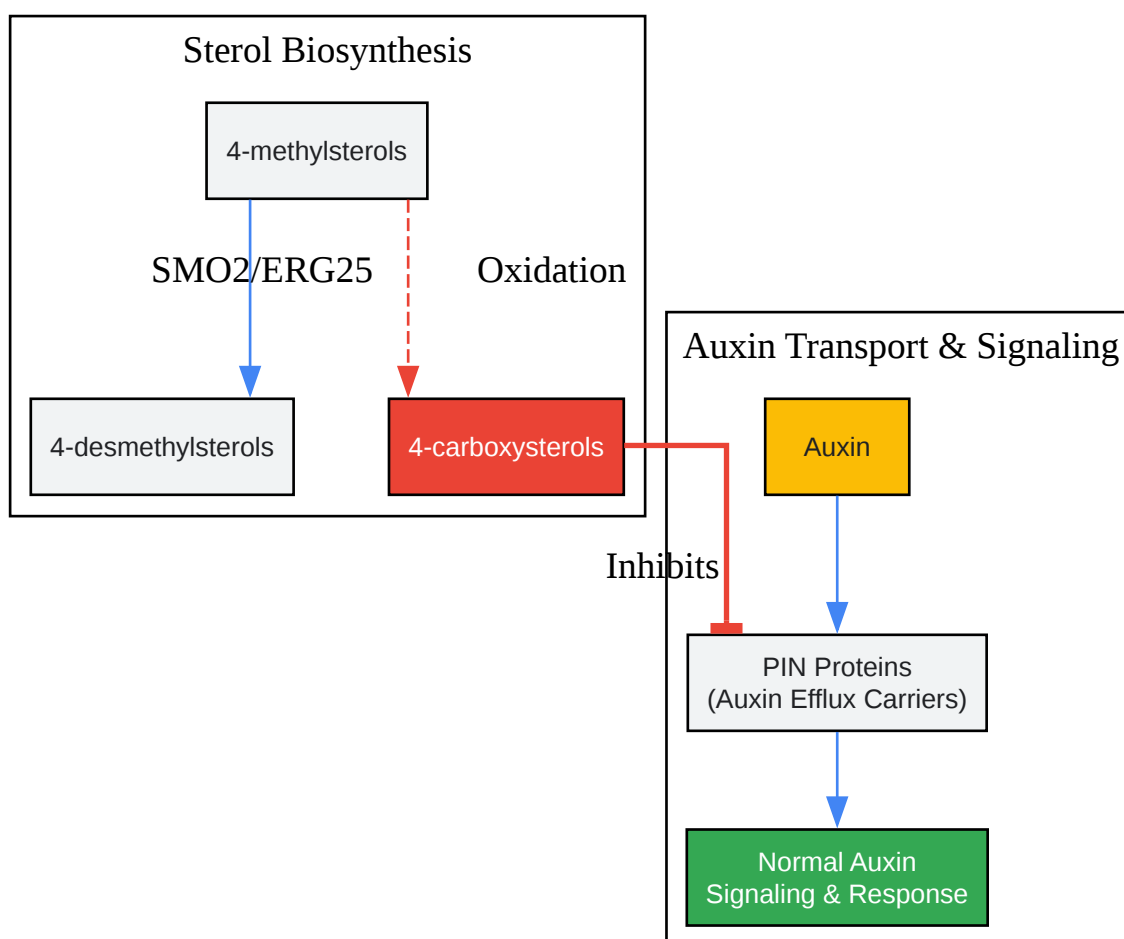 Sterol Biosynthesis
4-methylsterols
SMO2/ERG25
Oxidation
4-desmethylsterols
4-carboxysterols
Auxin Transport & Signaling
Auxin
Inhibits
PIN Proteins
(Auxin Efflux Carriers)
Normal Auxin
Signaling & Response